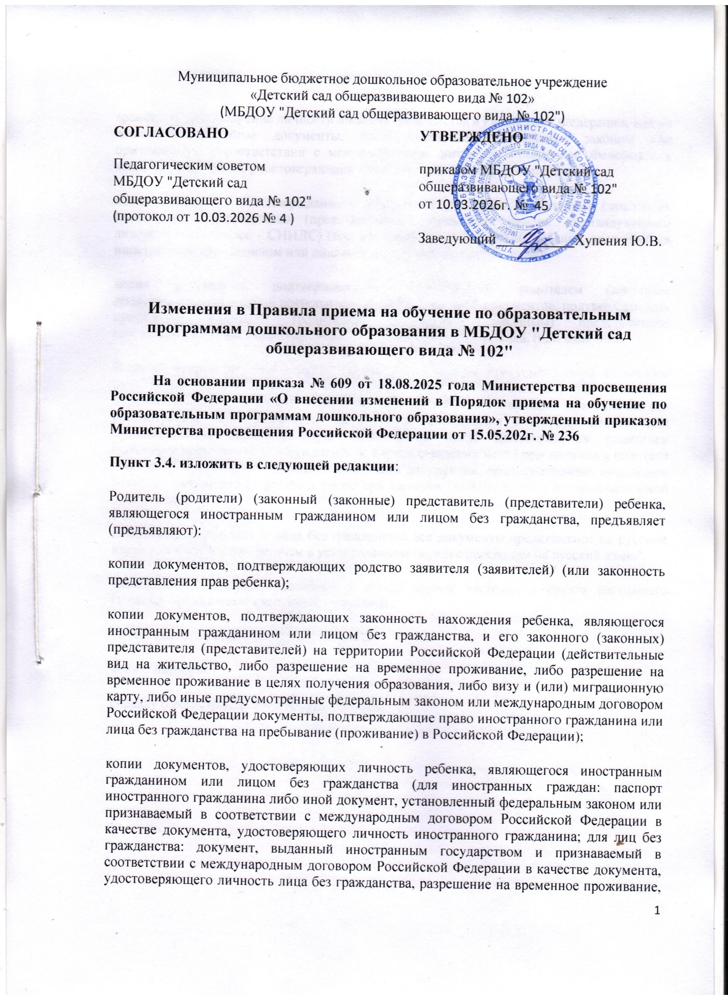 Муниципальное бюджетное дошкольное образовательное учреждение
«Детский сад общеразвивающего вида № 102»
(МБДОУ "Детский сад общеразвивающего вида № 102")
СОГЛАСОВАНО
Педагогическим советом
МБДОУ "Детский сад
общеразвивающего вида № 102"
(протокол от 10.03.2026 № 4 )
УТВЕРЖДЕНО
приказом МБДОУ "Детский сад
общеразвивающего вида № 102"
от 10.03.2026г. № 45
Заведующий ___________Хупения Ю.В.
Изменения в Правила приема на обучение по образовательным
программам дошкольного образования в МБДОУ "Детский сад
общеразвивающего вида № 102"
На основании приказа № 609 от 18.08.2025 года Министерства просвещения
Российской Федерации «О внесении изменений в Порядок приема на обучение по
образовательным программам дошкольного образования», утвержденный приказом
Министерства просвещения Российской Федерации от 15.05.202г. № 236
Пункт 3.4. изложить в следующей редакции:
Родитель (родители) (законный (законные) представитель (представители) ребенка,
являющегося иностранным гражданином или лицом без гражданства, предъявляет
(предъявляют):
копии документов, подтверждающих родство заявителя (заявителей) (или законность
представления прав ребенка);
копии документов, подтверждающих законность нахождения ребенка, являющегося
иностранным гражданином или лицом без гражданства, и его законного (законных)
представителя (представителей) на территории Российской Федерации (действительные
вид на жительство, либо разрешение на временное проживание, либо разрешение на
временное проживание в целях получения образования, либо визу и (или) миграционную
карту, либо иные предусмотренные федеральным законом или международным договором
Российской Федерации документы, подтверждающие право иностранного гражданина или
лица без гражданства на пребывание (проживание) в Российской Федерации);
копии документов, удостоверяющих личность ребенка, являющегося иностранным
гражданином или лицом без гражданства (для иностранных граждан: паспорт
иностранного гражданина либо иной документ, установленный федеральным законом или
признаваемый в соответствии с международным договором Российской Федерации в
качестве документа, удостоверяющего личность иностранного гражданина; для лиц без
гражданства: документ, выданный иностранным государством и признаваемый в
соответствии с международным договором Российской Федерации в качестве документа,
удостоверяющего личность лица без гражданства, разрешение на временное проживание,
1